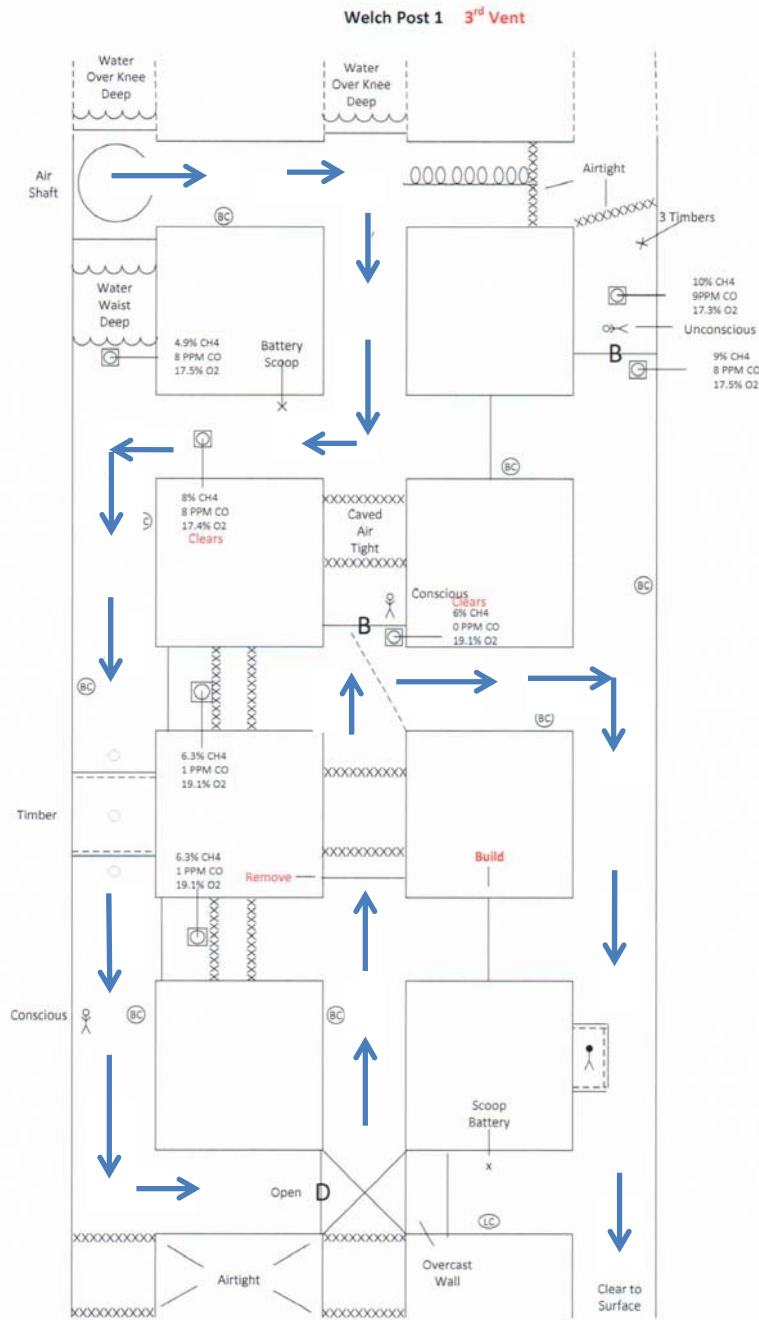 Welch Post 1 3rd Vent
Water
Over Knee
Deep
Water
Over Knee
Deep
Air
Shaft
Airtight
BC
3 Timbers
Water
Waist
Deep
10% CH4
9PPM CO
17.3% O2
4.9% CH4
8 PPM CO
17.5% O2
Battery
Scoop
Unconscious
B
9% CH4
8 PPM CO
17.5% O2
BC
8% CH4
8 PPM CO
17.4% O2
Clears
BC
Caved
Air
Tight
BC
Conscious
Clears
6% CH4
0 PPM CO
19.1% O2
B
BC
BC
6.3% CH4
1 PPM CO
19.1% O2
Timber
6.3% CH4
1 PPM CO
19.1% O2
Remove
Build
Conscious
BC
BC
Scoop
Battery
x
Open
D
LC
Overcast
Wall
Airtight
Clear to
Surface